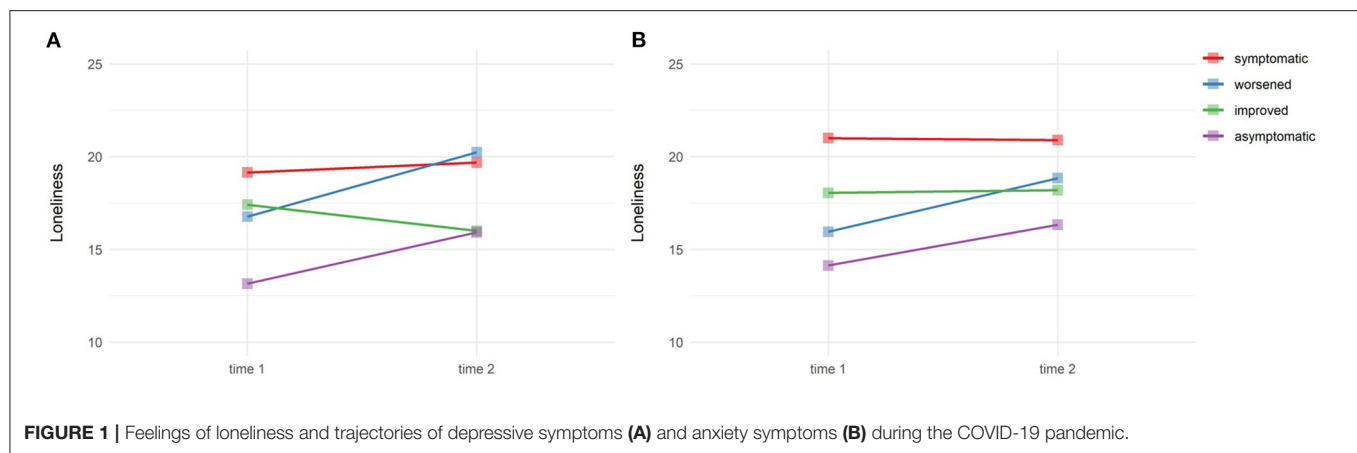 A
25
20
15
10
Loneliness
time 1
time 2
B
25
20
15
10
Loneliness
time 1
time 2
symptomatic
worsened
improved
asymptomatic
FIGURE 1 | Feelings of loneliness and trajectories of depressive symptoms (A) and anxiety symptoms (B) during the COVID-19 pandemic.